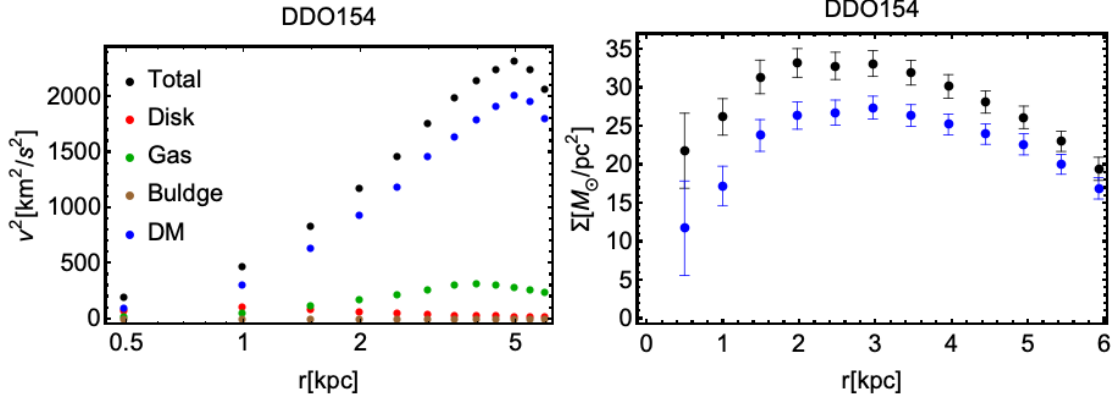 DDO154
v²[km²/s²]
2000
1500
1000
500
0
Total
Disk
Gas
Buldge
DM
0.5
1
2
5
r[kpc]
DDO154
Σ[M⊙/pc²]
35
30
25
20
15
10
5
0
0
1
2
3
4
5
6
r[kpc]